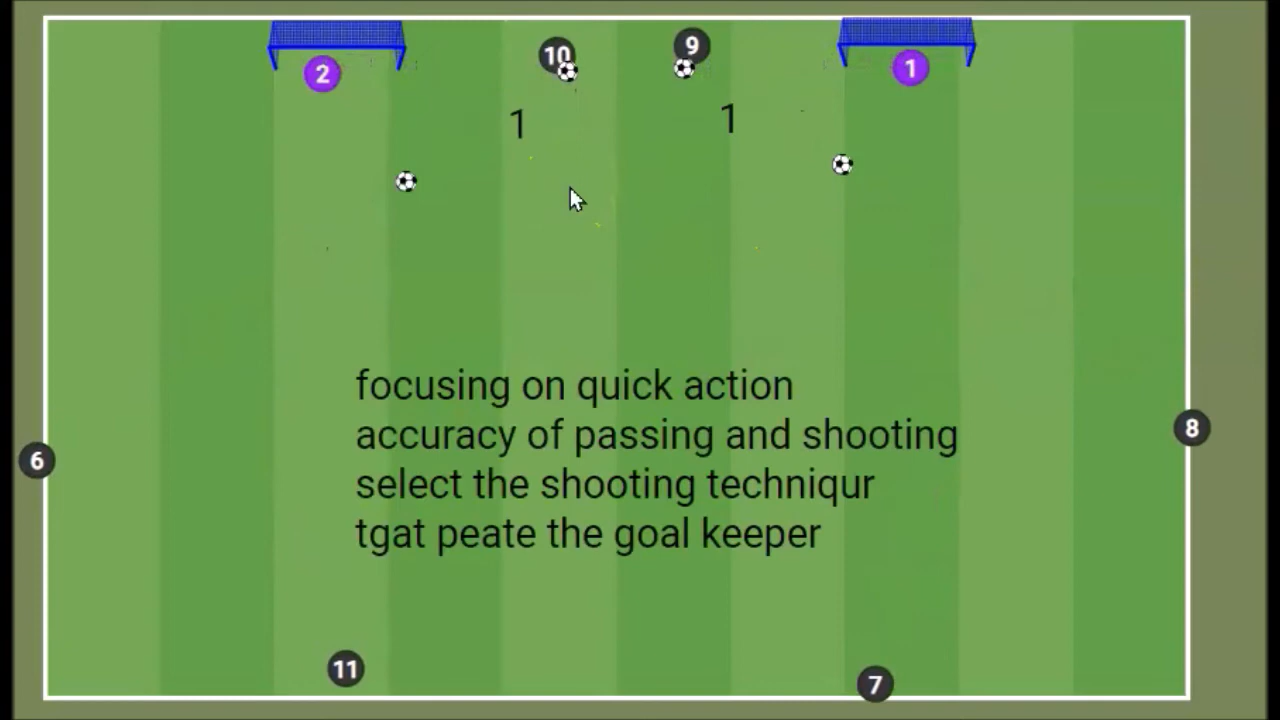 10
9
2
1
1
1
focusing on quick action
accuracy of passing and shooting
select the shooting techniqur
tgat peate the goal keeper
6
8
11
7